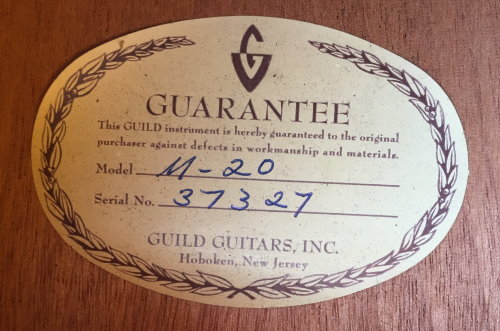 G
GUARANTEE
This GUILD instrument is hereby guaranteed to the original
purchaser against defects in workmanship and materials.
Model M-20
Serial No. 37327
GUILD GUITARS, INC.
Hoboken, New Jersey